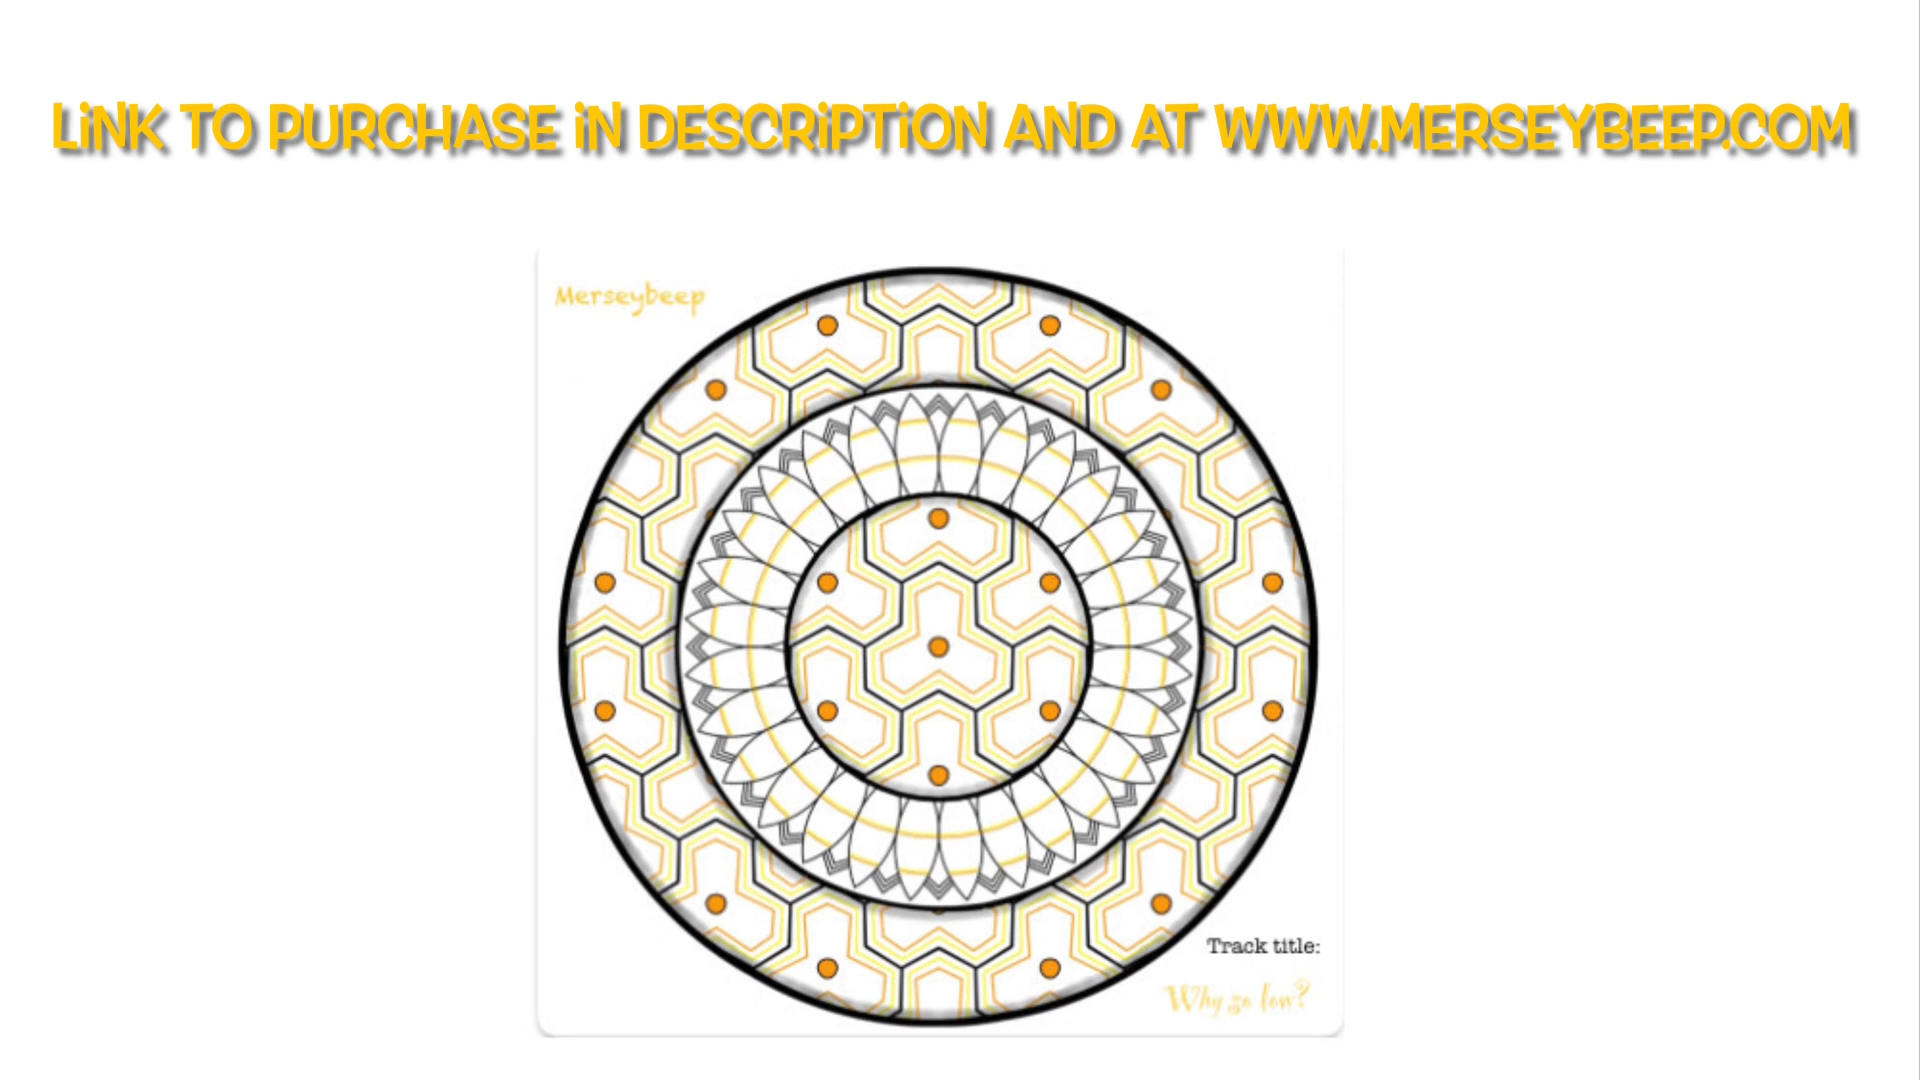 LiNK TO PURCHASE iN DESCRiPTiON AND AT WWW.MERSEYBEEP.COM
Merseybeep
Track title:
Why so low?